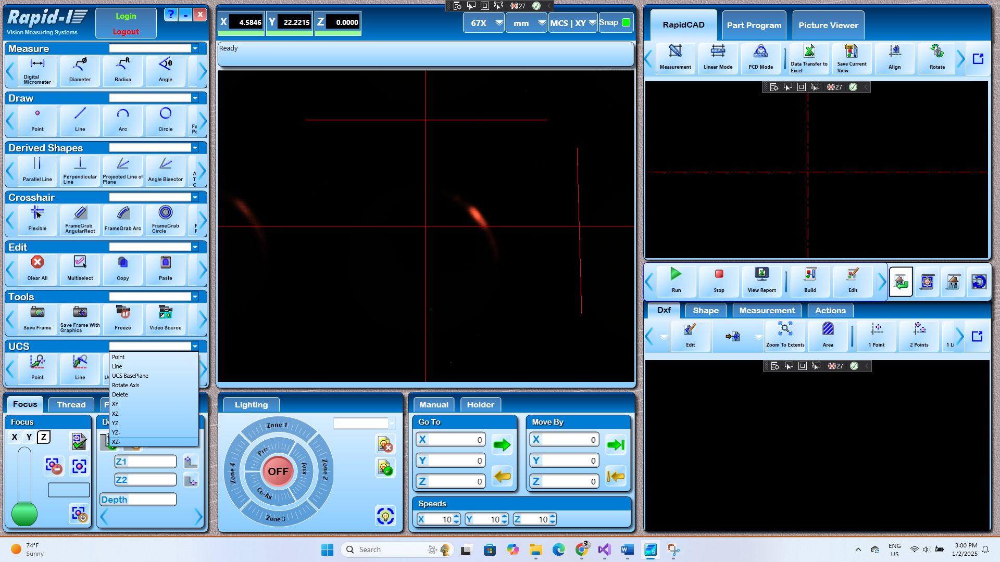 Rapid-I
Vision Measuring Systems
Login
Logout
?
-
x
Measure
Digital Micrometer
Diameter
Radius
Angle
Draw
Point
Line
Arc
Circle
Derived Shapes
Parallel Line
Perpendicular Line
Projected Line of Plane
Angle Bisector
Crosshair
Flexible
FrameGrab AngularRect
FrameGrab Arc
FrameGrab Circle
Edit
Clear All
Multiselect
Copy
Paste
Tools
Save Frame
Save Frame With Graphics
Freeze
Video Source
UCS
Point
Line
Point
Line
UCS BasePlane
Rotate Axis
Delete
XY
XZ
YZ
YZ-
XZ-
Focus
Thread
Focus
X Y Z
Z1
Z2
Depth
X 4.5846
Y 22.2215
Z 0.0000
67X
mm
MCS | XY
Snap
27
Ready
Lighting
Zone 1
Zone 2
Zone 3
Zone 4
Pro
Aux
Co-Ax
OFF
Manual
Holder
Go To
X 0
Y 0
Z 0
Move By
X 0
Y 0
Z 0
Speeds
X 10
Y 10
Z 10
RapidCAD
Part Program
Picture Viewer
Measurement
Linear Mode
PCD Mode
Data Transfer to Excel
Save Current View
Align
Rotate
27
Run
Stop
View Report
Build
Edit
Dxf
Shape
Measurement
Actions
Edit
Zoom To Extents
Area
1 Point
2 Points
27
74°F
Sunny
Search
ENG
US
3:00 PM
1/2/2025